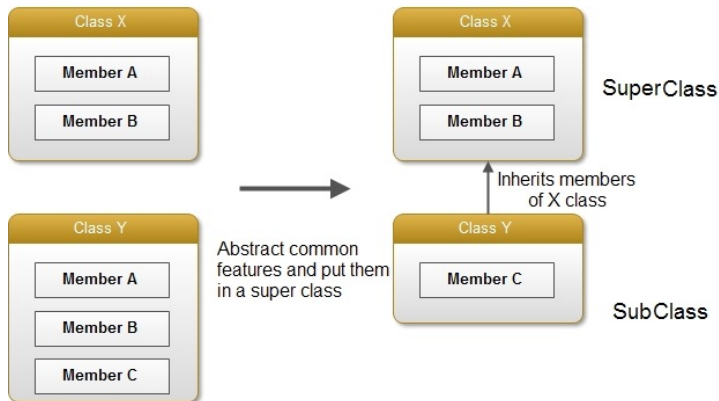 Class X
Member A
Member B
Class Y
Member A
Member B
Member C
Abstract common
features and put them
in a super class
Class X
Member A
Member B
SuperClass
Inherits members
of X class
Class Y
Member C
SubClass